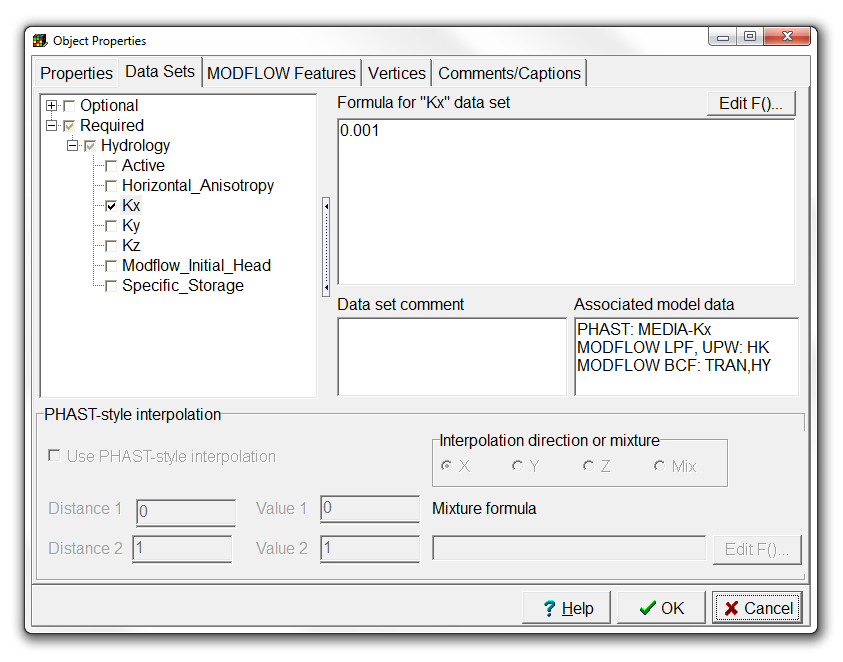 Object Properties
Properties Data Sets MODFLOW Features Vertices Comments/Captions
Optional
Required
Hydrology
Active
Horizontal_Anisotropy
Kx
Ky
Kz
Modflow_Initial_Head
Specific_Storage
Formula for "Kx" data set
Edit F()...
0.001
Data set comment
Associated model data
PHAST: MEDIA-Kx
MODFLOW LPF, UPW: HK
MODFLOW BCF: TRAN,HY
PHAST-style interpolation
Use PHAST-style interpolation
Interpolation direction or mixture
X Y Z Mix
Distance 1 0 Value 1 0 Mixture formula
Distance 2 1 Value 2 1 Edit F()...
? Help OK Cancel